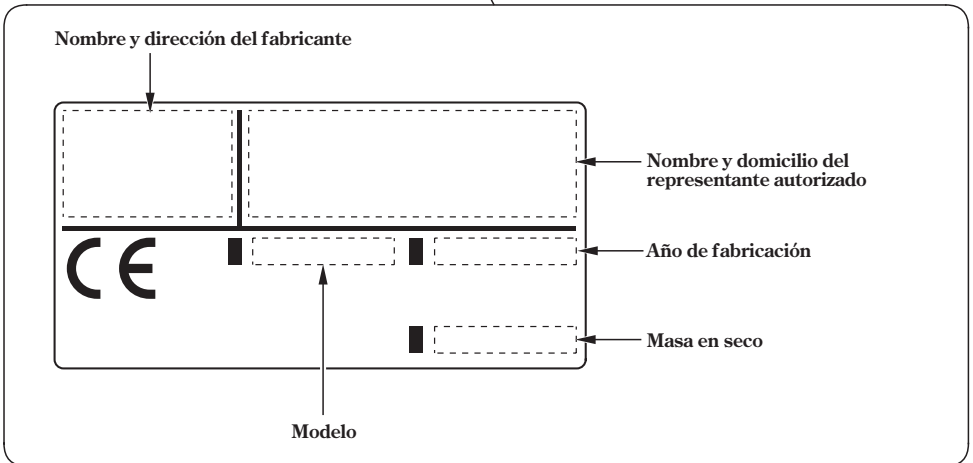 Nombre y dirección del fabricante
Nombre y domicilio del
representante autorizado
CE
Año de fabricación
Masa en seco
Modelo